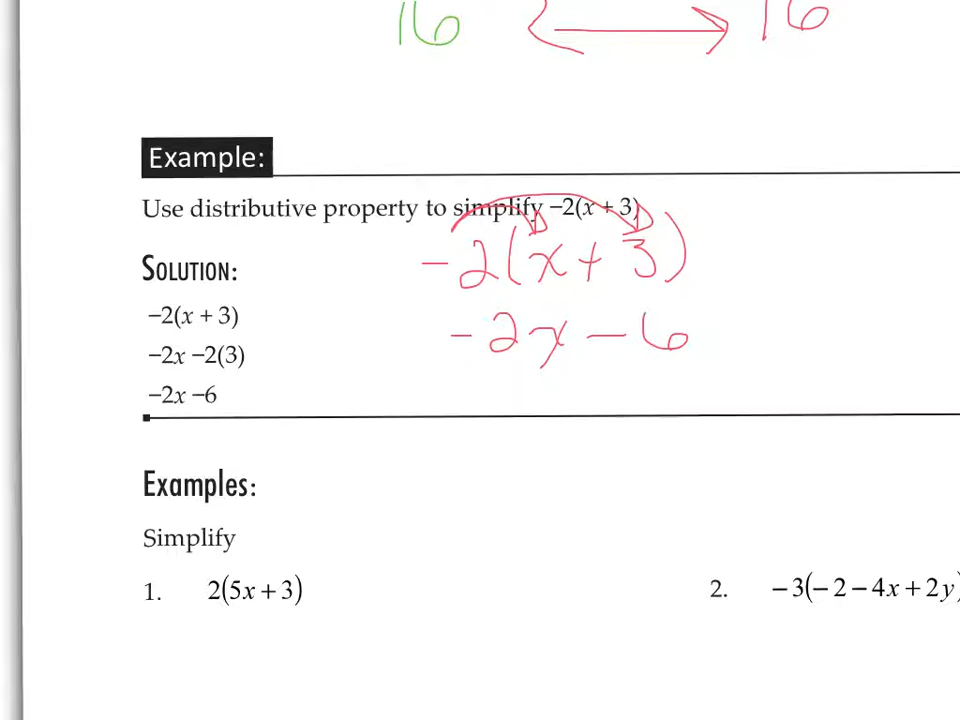 16 16
Example:
Use distributive property to simplify −2(x + 3)
−2(x + 3)
SOLUTION:
−2(x + 3)
−2x − 6
−2x −2(3)
−2x −6
Examples:
Simplify
1. 2(5x + 3)
2. −3(−2 − 4x + 2y)